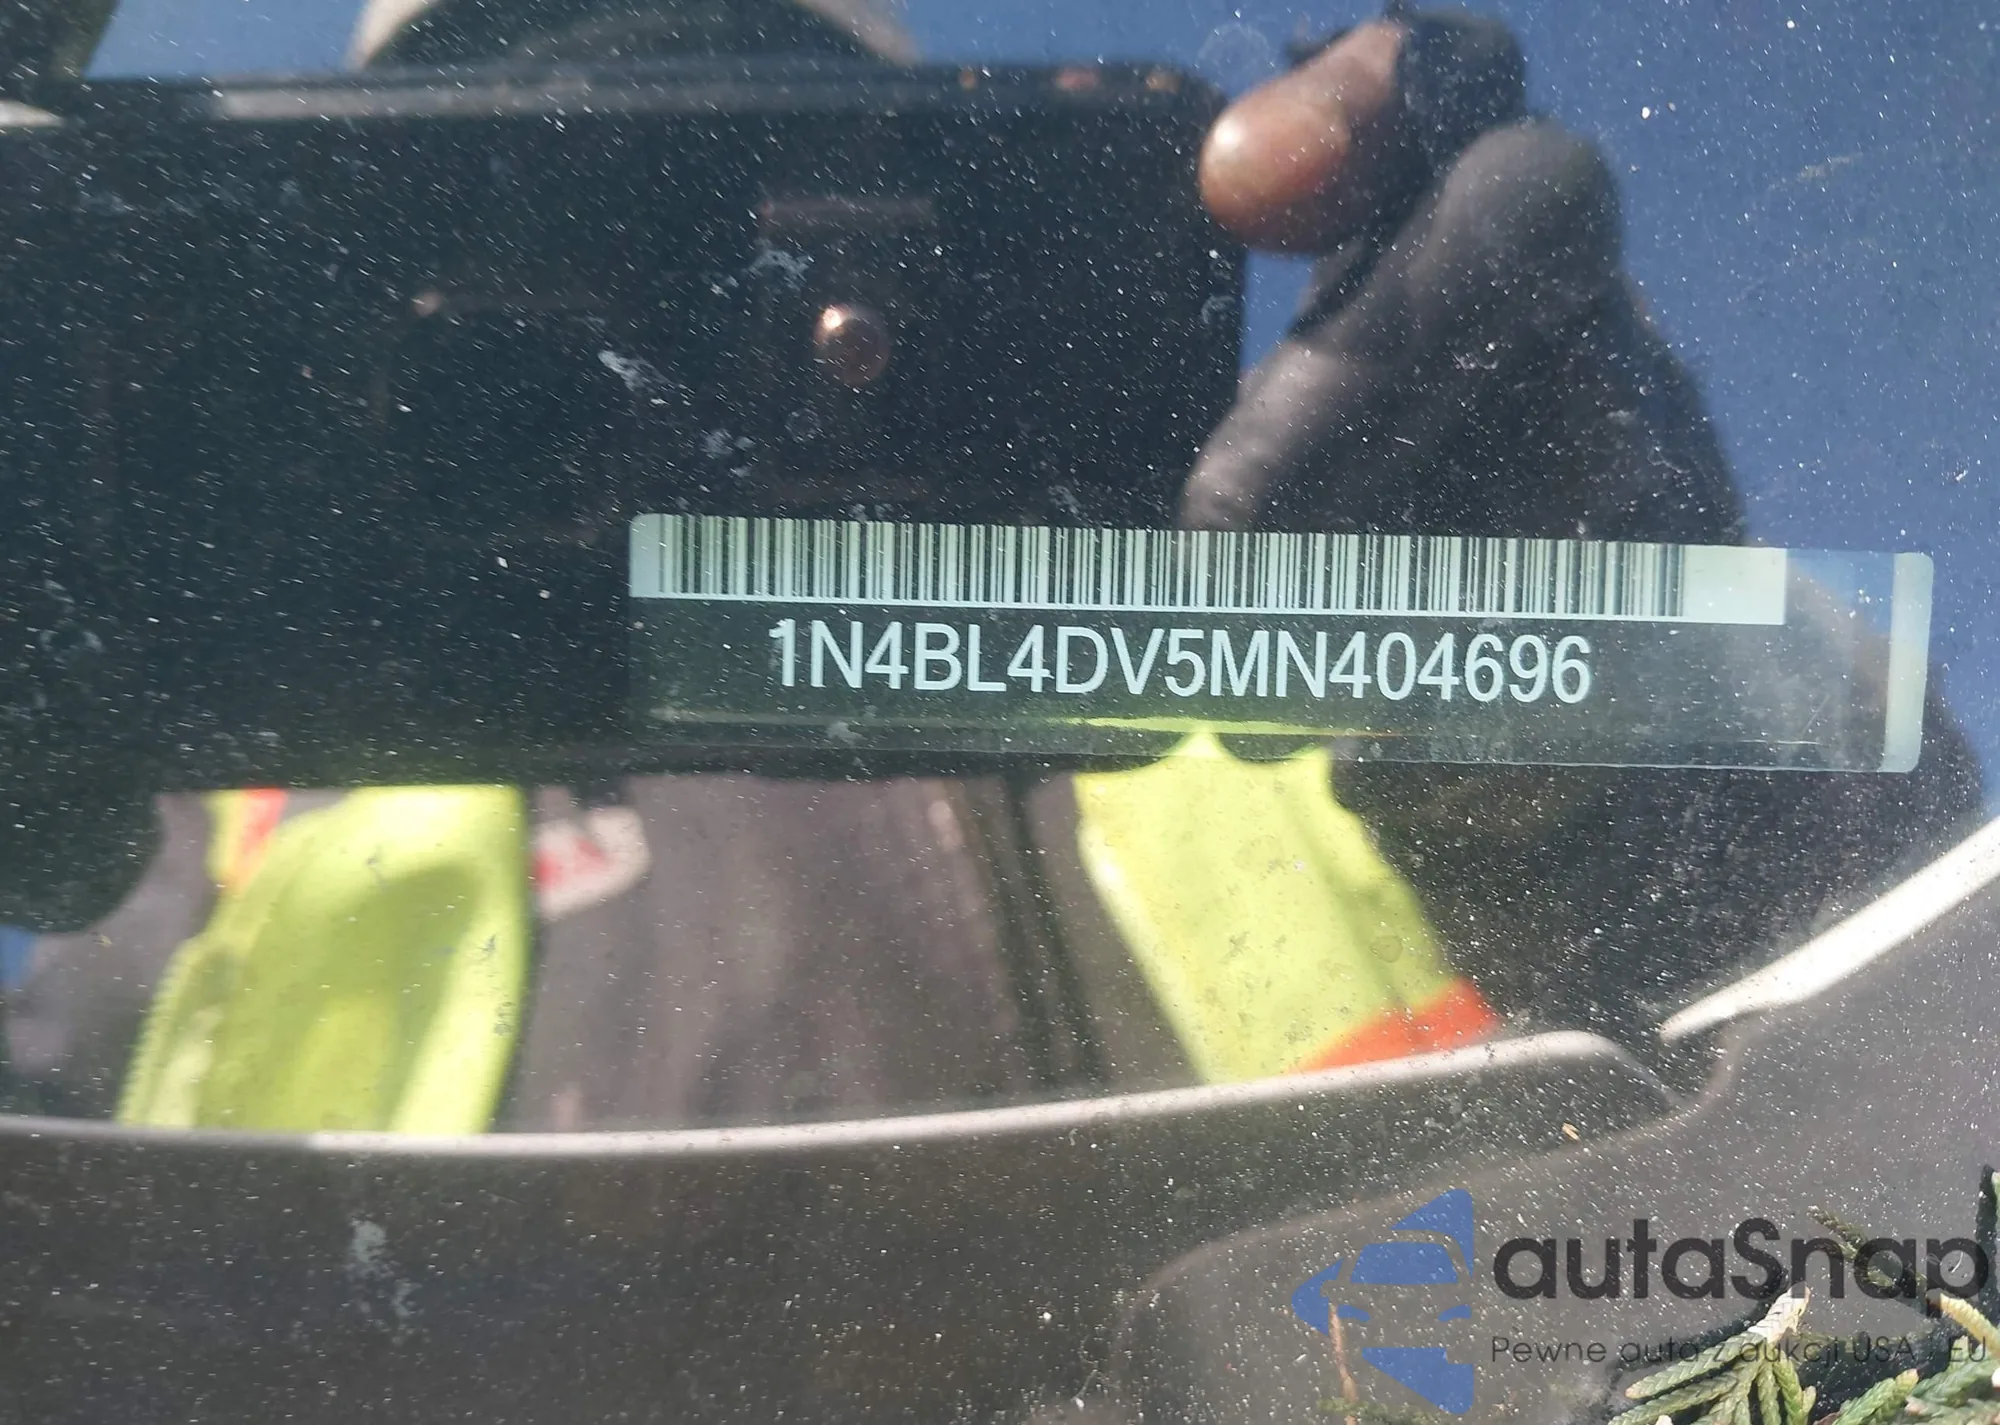 1N4BL4DV5MN404696
autaSnap
Pewne auta z aukcji USA i EU